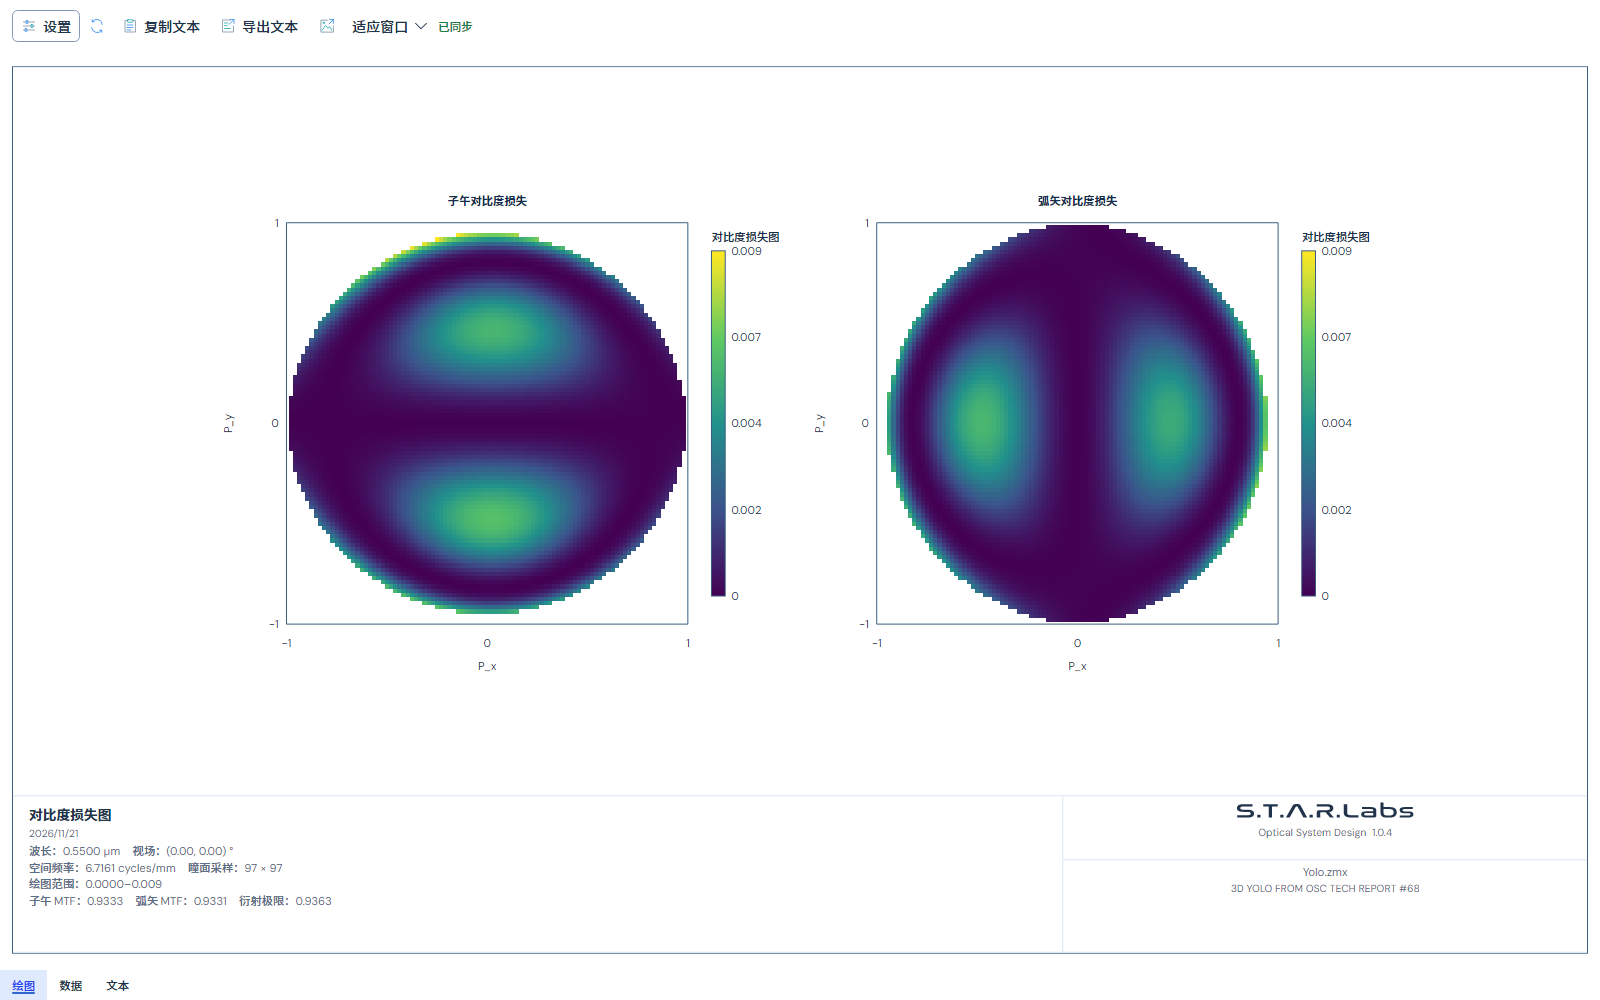 设置 复制文本 导出文本 适应窗口 已同步
子午对比度损失
1
0
-1
-1 0 1
P_y
P_x
对比度损失图
0.009
0.007
0.004
0.002
0
弧矢对比度损失
1
0
-1
-1 0 1
P_y
P_x
对比度损失图
0.009
0.007
0.004
0.002
0
对比度损失图
2026/11/21
波长：0.5500 μm 视场：(0.00, 0.00) °
空间频率：6.7161 cycles/mm 瞳面采样：97 × 97
绘图范围：0.0000–0.009
子午 MTF：0.9333 弧矢 MTF：0.9331 衍射极限：0.9363
S.T.A.R.Labs
Optical System Design 1.0.4
Yolo.zmx
3D YOLO FROM OSC TECH REPORT #68
绘图 数据 文本